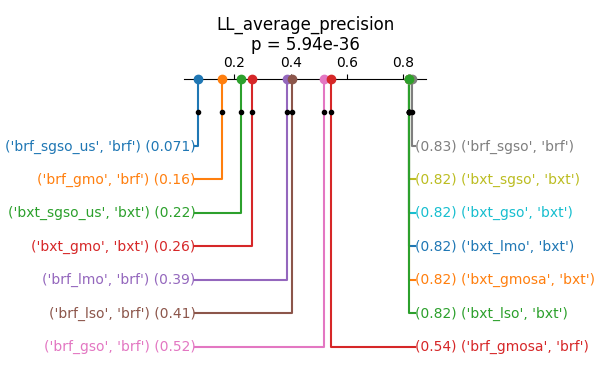 LL_average_precision
p = 5.94e-36
0.2 0.4 0.6 0.8
('brf_sgso_us', 'brf') (0.071) (0.83) ('brf_sgso', 'brf')
('brf_gmo', 'brf') (0.16) (0.82) ('bxt_sgso', 'bxt')
('bxt_sgso_us', 'bxt') (0.22) (0.82) ('bxt_gso', 'bxt')
('bxt_gmo', 'bxt') (0.26) (0.82) ('bxt_lmo', 'bxt')
('brf_lmo', 'brf') (0.39) (0.82) ('bxt_gmosa', 'bxt')
('brf_lso', 'brf') (0.41) (0.82) ('bxt_lso', 'bxt')
('brf_gso', 'brf') (0.52) (0.54) ('brf_gmosa', 'brf')